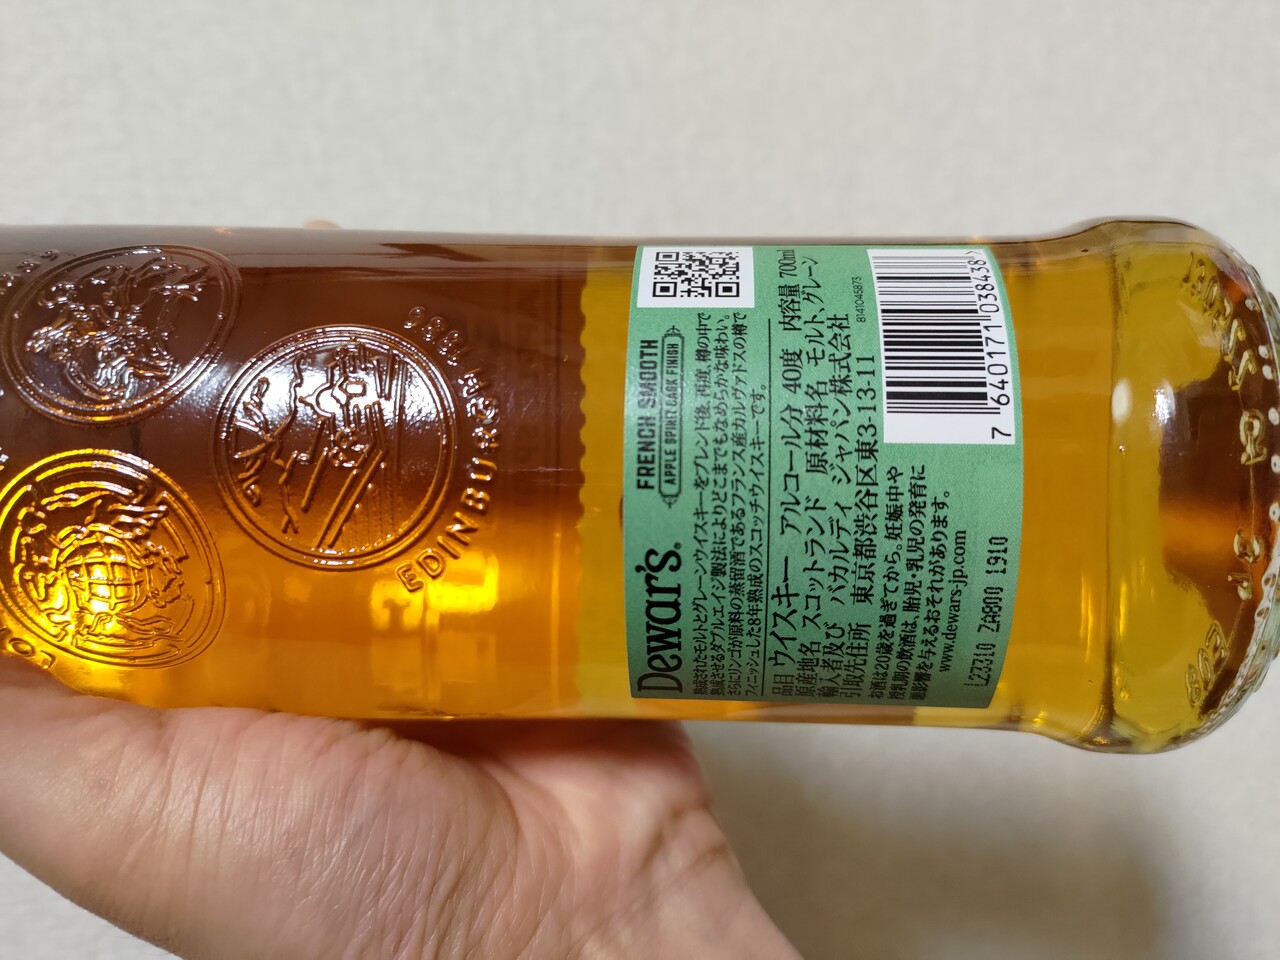 Dewar's®
FRENCH SMOOTH
APPLE SPIRIT CASK FINISH
熟成されたモルトとグレーンウイスキーをブレンド後、再度、樽の中で
熟成させるダブルエイジ製法によりどこまでもなめらかな味わい。
さらにリンゴが原料の蒸留酒であるフランス産カルヴァドスの樽で
フィニッシュした8年熟成のスコッチウイスキーです。
品目 ウイスキー アルコール分 40度 内容量 700ml
原産地名 スコットランド 原材料名 モルト、グレーン
輸入者及び バカルディ ジャパン株式会社
引取先住所 東京都渋谷区東3-13-11
8141045873
お酒は20歳を過ぎてから。妊娠中や
授乳期の飲酒は、胎児・乳児の発育に
悪影響を与えるおそれがあります。
www.dewars-jp.com
7 640171 038438 >
L23310 ZA800 1910
EDINBURGH 1886